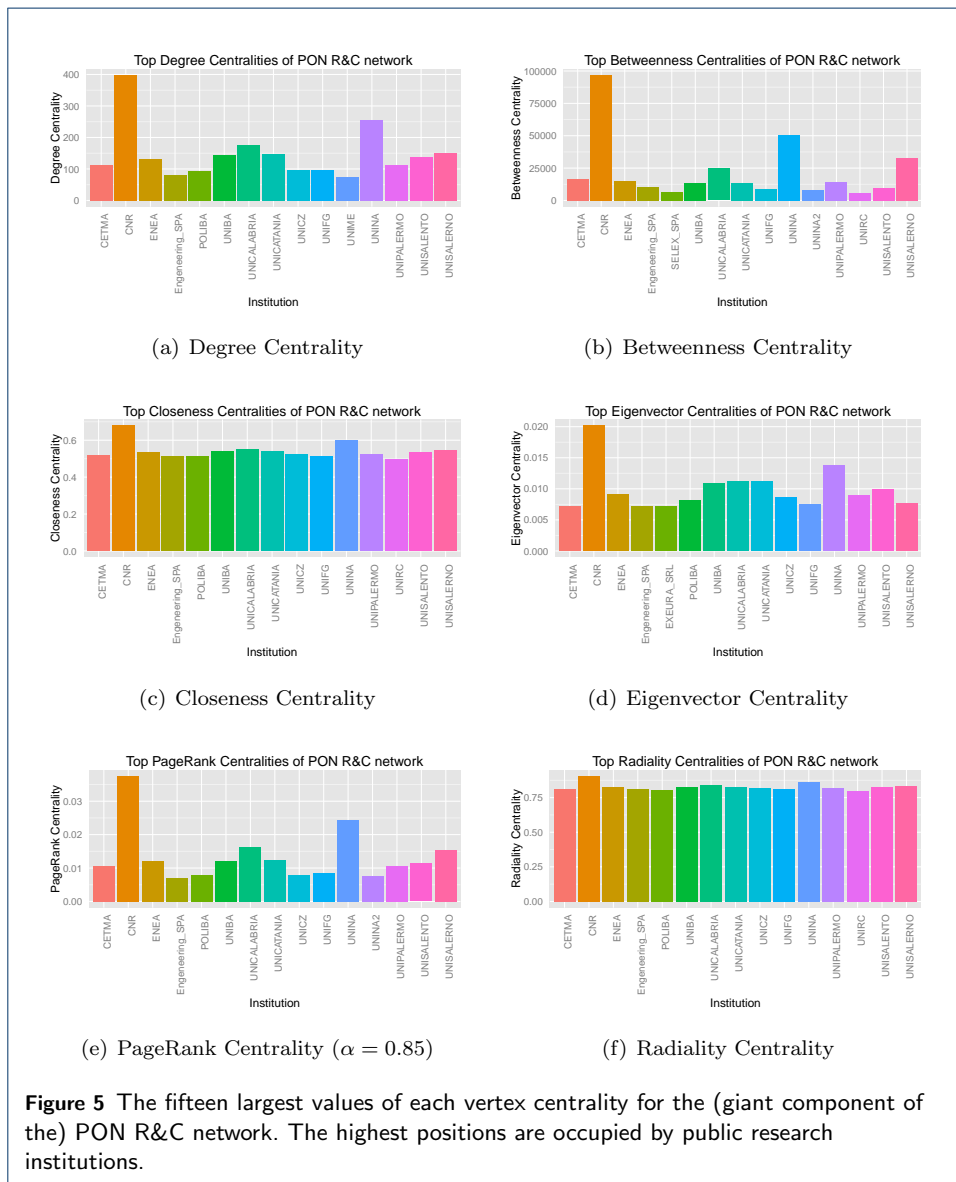 Top Degree Centralities of PON R&C network
Degree Centrality
400
300
200
100
0
CETMA
CNR
ENEA
Engeneering_SPA
POLIBA
UNIBA
UNICALABRIA
UNICATANIA
UNICZ
UNIFG
UNIME
UNINA
UNIPALERMO
UNISALENTO
UNISALERNO
Institution
(a) Degree Centrality
Top Betweenness Centralities of PON R&C network
Betweenness Centrality
100000
75000
50000
25000
0
CETMA
CNR
ENEA
Engeneering_SPA
SELEX_SPA
UNIBA
UNICALABRIA
UNICATANIA
UNIFG
UNINA
UNINA2
UNIPALERMO
UNIRC
UNISALENTO
UNISALERNO
Institution
(b) Betweenness Centrality
Top Closeness Centralities of PON R&C network
Closeness Centrality
0.6
0.4
0.2
0.0
CETMA
CNR
ENEA
Engeneering_SPA
POLIBA
UNIBA
UNICALABRIA
UNICATANIA
UNICZ
UNIFG
UNINA
UNIPALERMO
UNIRC
UNISALENTO
UNISALERNO
Institution
(c) Closeness Centrality
Top Eigenvector Centralities of PON R&C network
Eigenvector Centrality
0.020
0.015
0.010
0.005
0.000
CETMA
CNR
ENEA
Engeneering_SPA
EXEURA_SRL
POLIBA
UNIBA
UNICALABRIA
UNICATANIA
UNICZ
UNIFG
UNINA
UNIPALERMO
UNISALENTO
UNISALERNO
Institution
(d) Eigenvector Centrality
Top PageRank Centralities of PON R&C network
PageRank Centrality
0.03
0.02
0.01
0.00
CETMA
CNR
ENEA
Engeneering_SPA
POLIBA
UNIBA
UNICALABRIA
UNICATANIA
UNICZ
UNIFG
UNINA
UNINA2
UNIPALERMO
UNISALENTO
UNISALERNO
Institution
(e) PageRank Centrality (α = 0.85)
Top Radiality Centralities of PON R&C network
Radiality Centrality
0.75
0.50
0.25
0.00
CETMA
CNR
ENEA
Engeneering_SPA
POLIBA
UNIBA
UNICALABRIA
UNICATANIA
UNICZ
UNIFG
UNINA
UNIPALERMO
UNIRC
UNISALENTO
UNISALERNO
Institution
(f) Radiality Centrality
Figure 5 The fifteen largest values of each vertex centrality for the (giant component of
the) PON R&C network. The highest positions are occupied by public research
institutions.